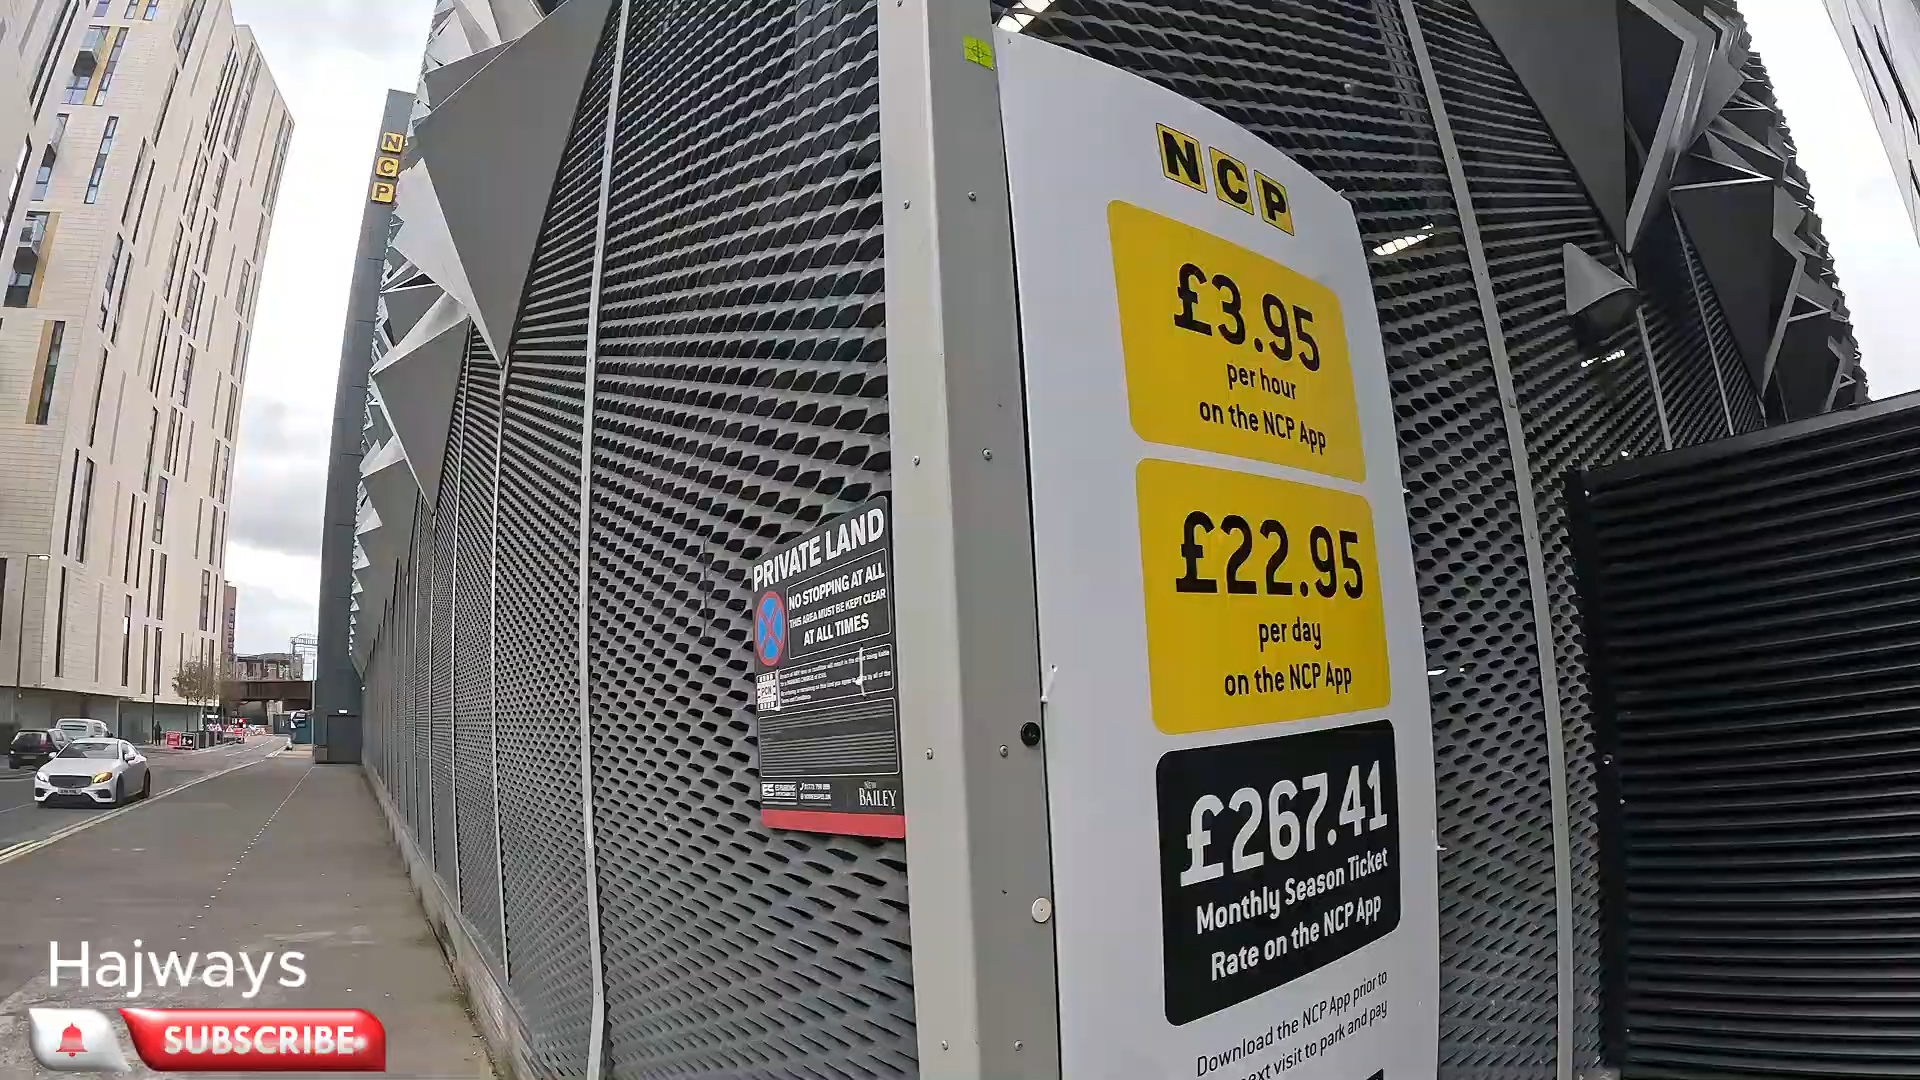 NCP
NCP
£3.95
per hour
on the NCP App
£22.95
per day
on the NCP App
£267.41
Monthly Season Ticket
Rate on the NCP App
Download the NCP App prior to
next visit to park and pay
PRIVATE LAND
NO STOPPING AT ALL
THIS AREA MUST BE KEPT CLEAR
AT ALL TIMES
NEW
BAILEY
Hajways
SUBSCRIBE